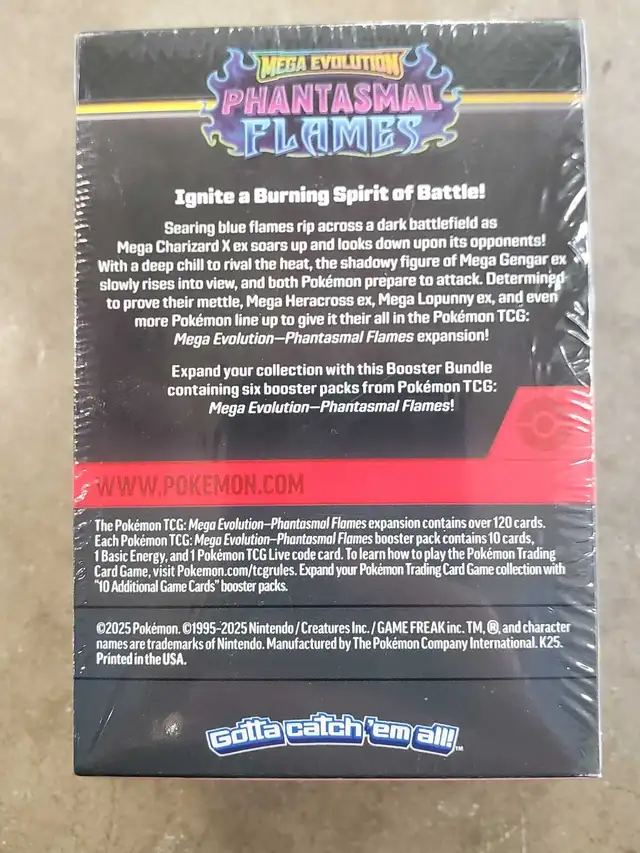 MEGA EVOLUTION
PHANTASMAL
FLAMES
Ignite a Burning Spirit of Battle!
Searing blue flames rip across a dark battlefield as
Mega Charizard X ex soars up and looks down upon its opponents!
With a deep chill to rival the heat, the shadowy figure of Mega Gengar ex
slowly rises into view, and both Pokémon prepare to attack. Determined
to prove their mettle, Mega Heracross ex, Mega Lopunny ex, and even
more Pokémon line up to give it their all in the Pokémon TCG:
Mega Evolution—Phantasmal Flames expansion!
Expand your collection with this Booster Bundle
containing six booster packs from Pokémon TCG:
Mega Evolution—Phantasmal Flames!
WWW.POKEMON.COM
The Pokémon TCG: Mega Evolution—Phantasmal Flames expansion contains over 120 cards.
Each Pokémon TCG: Mega Evolution—Phantasmal Flames booster pack contains 10 cards,
1 Basic Energy, and 1 Pokémon TCG Live code card. To learn how to play the Pokémon Trading
Card Game, visit Pokemon.com/tcgrules. Expand your Pokémon Trading Card Game collection with
"10 Additional Game Cards" booster packs.
©2025 Pokémon. ©1995–2025 Nintendo / Creatures Inc. / GAME FREAK inc. TM, ®, and character
names are trademarks of Nintendo. Manufactured by The Pokémon Company International. K25.
Printed in the USA.
Gotta catch 'em all!™